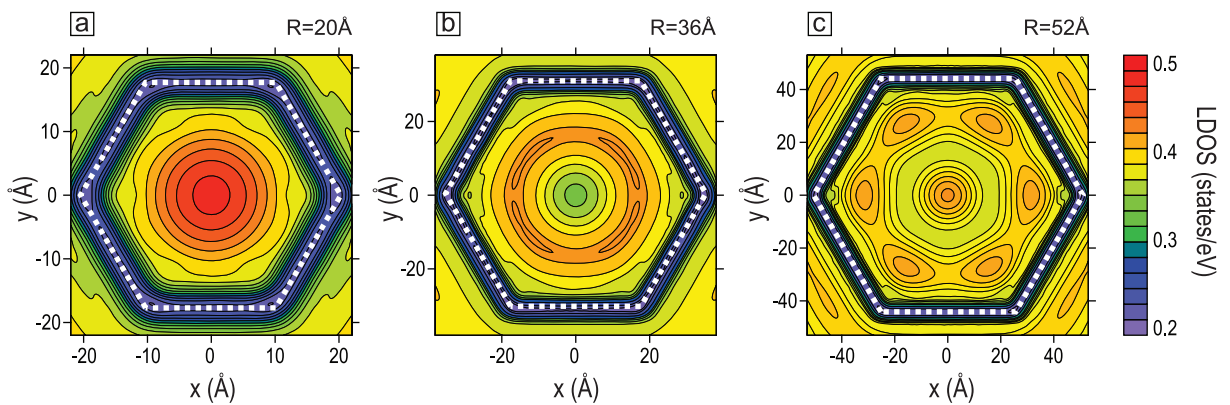 a R=20Å
b R=36Å
c R=52Å
20
10
0
-10
-20
y (Å)
-20 -10 0 10 20
x (Å)
20
0
-20
y (Å)
-20 0 20
x (Å)
40
20
0
-20
-40
y (Å)
-40 -20 0 20 40
x (Å)
0.5
0.4
0.3
0.2
LDOS (states/eV)